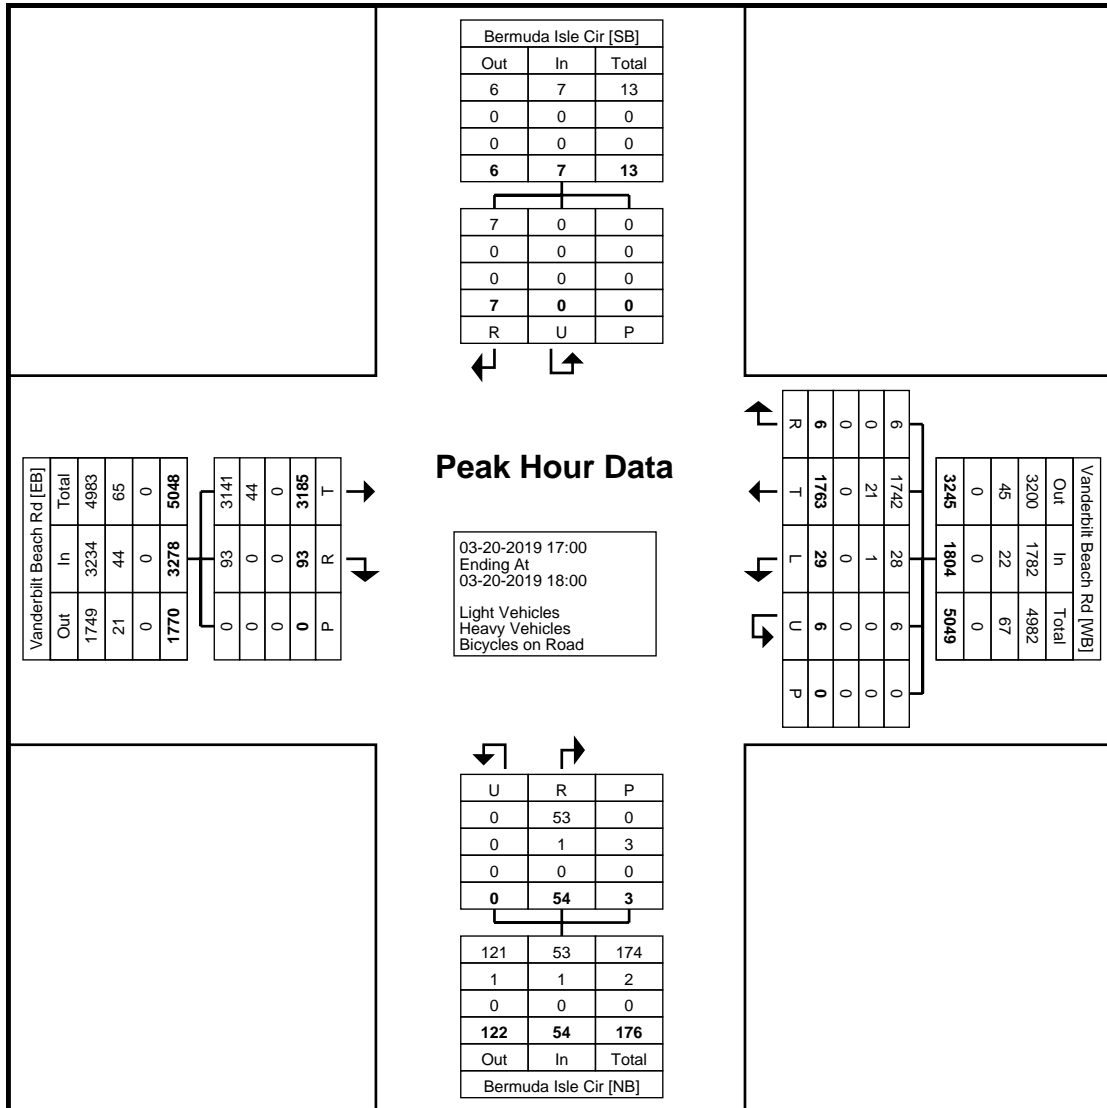 Bermuda Isle Cir [SB]
Out In Total
6 7 13
0 0 0
0 0 0
6 7 13
7 0 0
0 0 0
0 0 0
7 0 0
R U P
Vanderbilt Beach Rd [EB]
Total 4983 65 0 5048
In 3234 44 0 3278
Out 1749 21 0 1770
3141 44 0 3185 T
93 0 0 93 R
0 0 0 0 P
Peak Hour Data
03-20-2019 17:00
Ending At
03-20-2019 18:00
Light Vehicles
Heavy Vehicles
Bicycles on Road
R 6 0 0 6
T 1763 0 21 1742
L 29 0 1 28
U 6 0 0 6
P 0 0 0 0
Vanderbilt Beach Rd [WB]
Out In Total
3200 1782 4982
45 22 67
0 0 0
3245 1804 5049
U R P
0 53 0
0 1 3
0 0 0
0 54 3
121 53 174
1 1 2
0 0 0
122 54 176
Out In Total
Bermuda Isle Cir [NB]